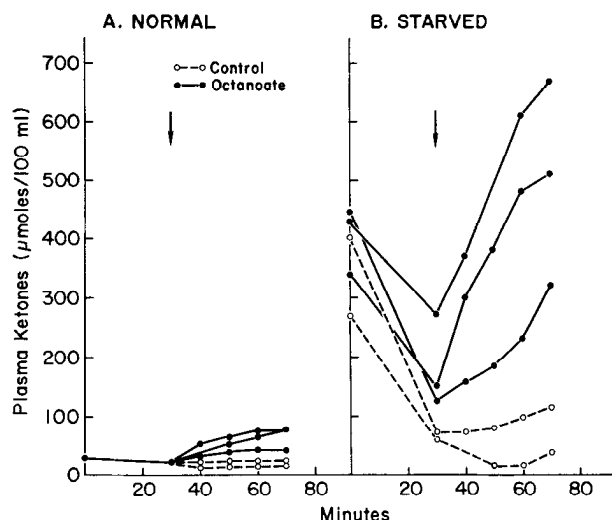 A. NORMAL
B. STARVED
700
600
500
400
300
200
100
0
Plasma Ketones (μmoles/100 ml)
Control
Octanoate
20 40 60 80
20 40 60 80
Minutes